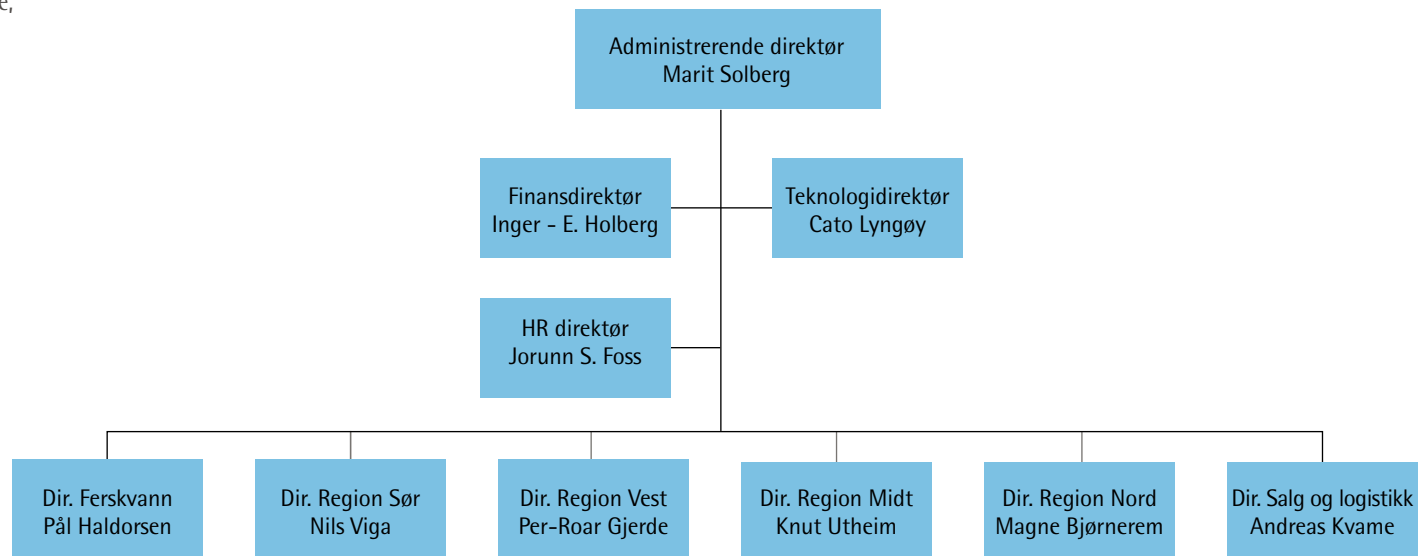 Administrerende direktør
Marit Solberg
Finansdirektør
Inger - E. Holberg
Teknologidirektør
Cato Lyngøy
HR direktør
Jorunn S. Foss
Dir. Ferskvann
Pål Haldorsen
Dir. Region Sør
Nils Viga
Dir. Region Vest
Per-Roar Gjerde
Dir. Region Midt
Knut Utheim
Dir. Region Nord
Magne Bjørnerem
Dir. Salg og logistikk
Andreas Kvame